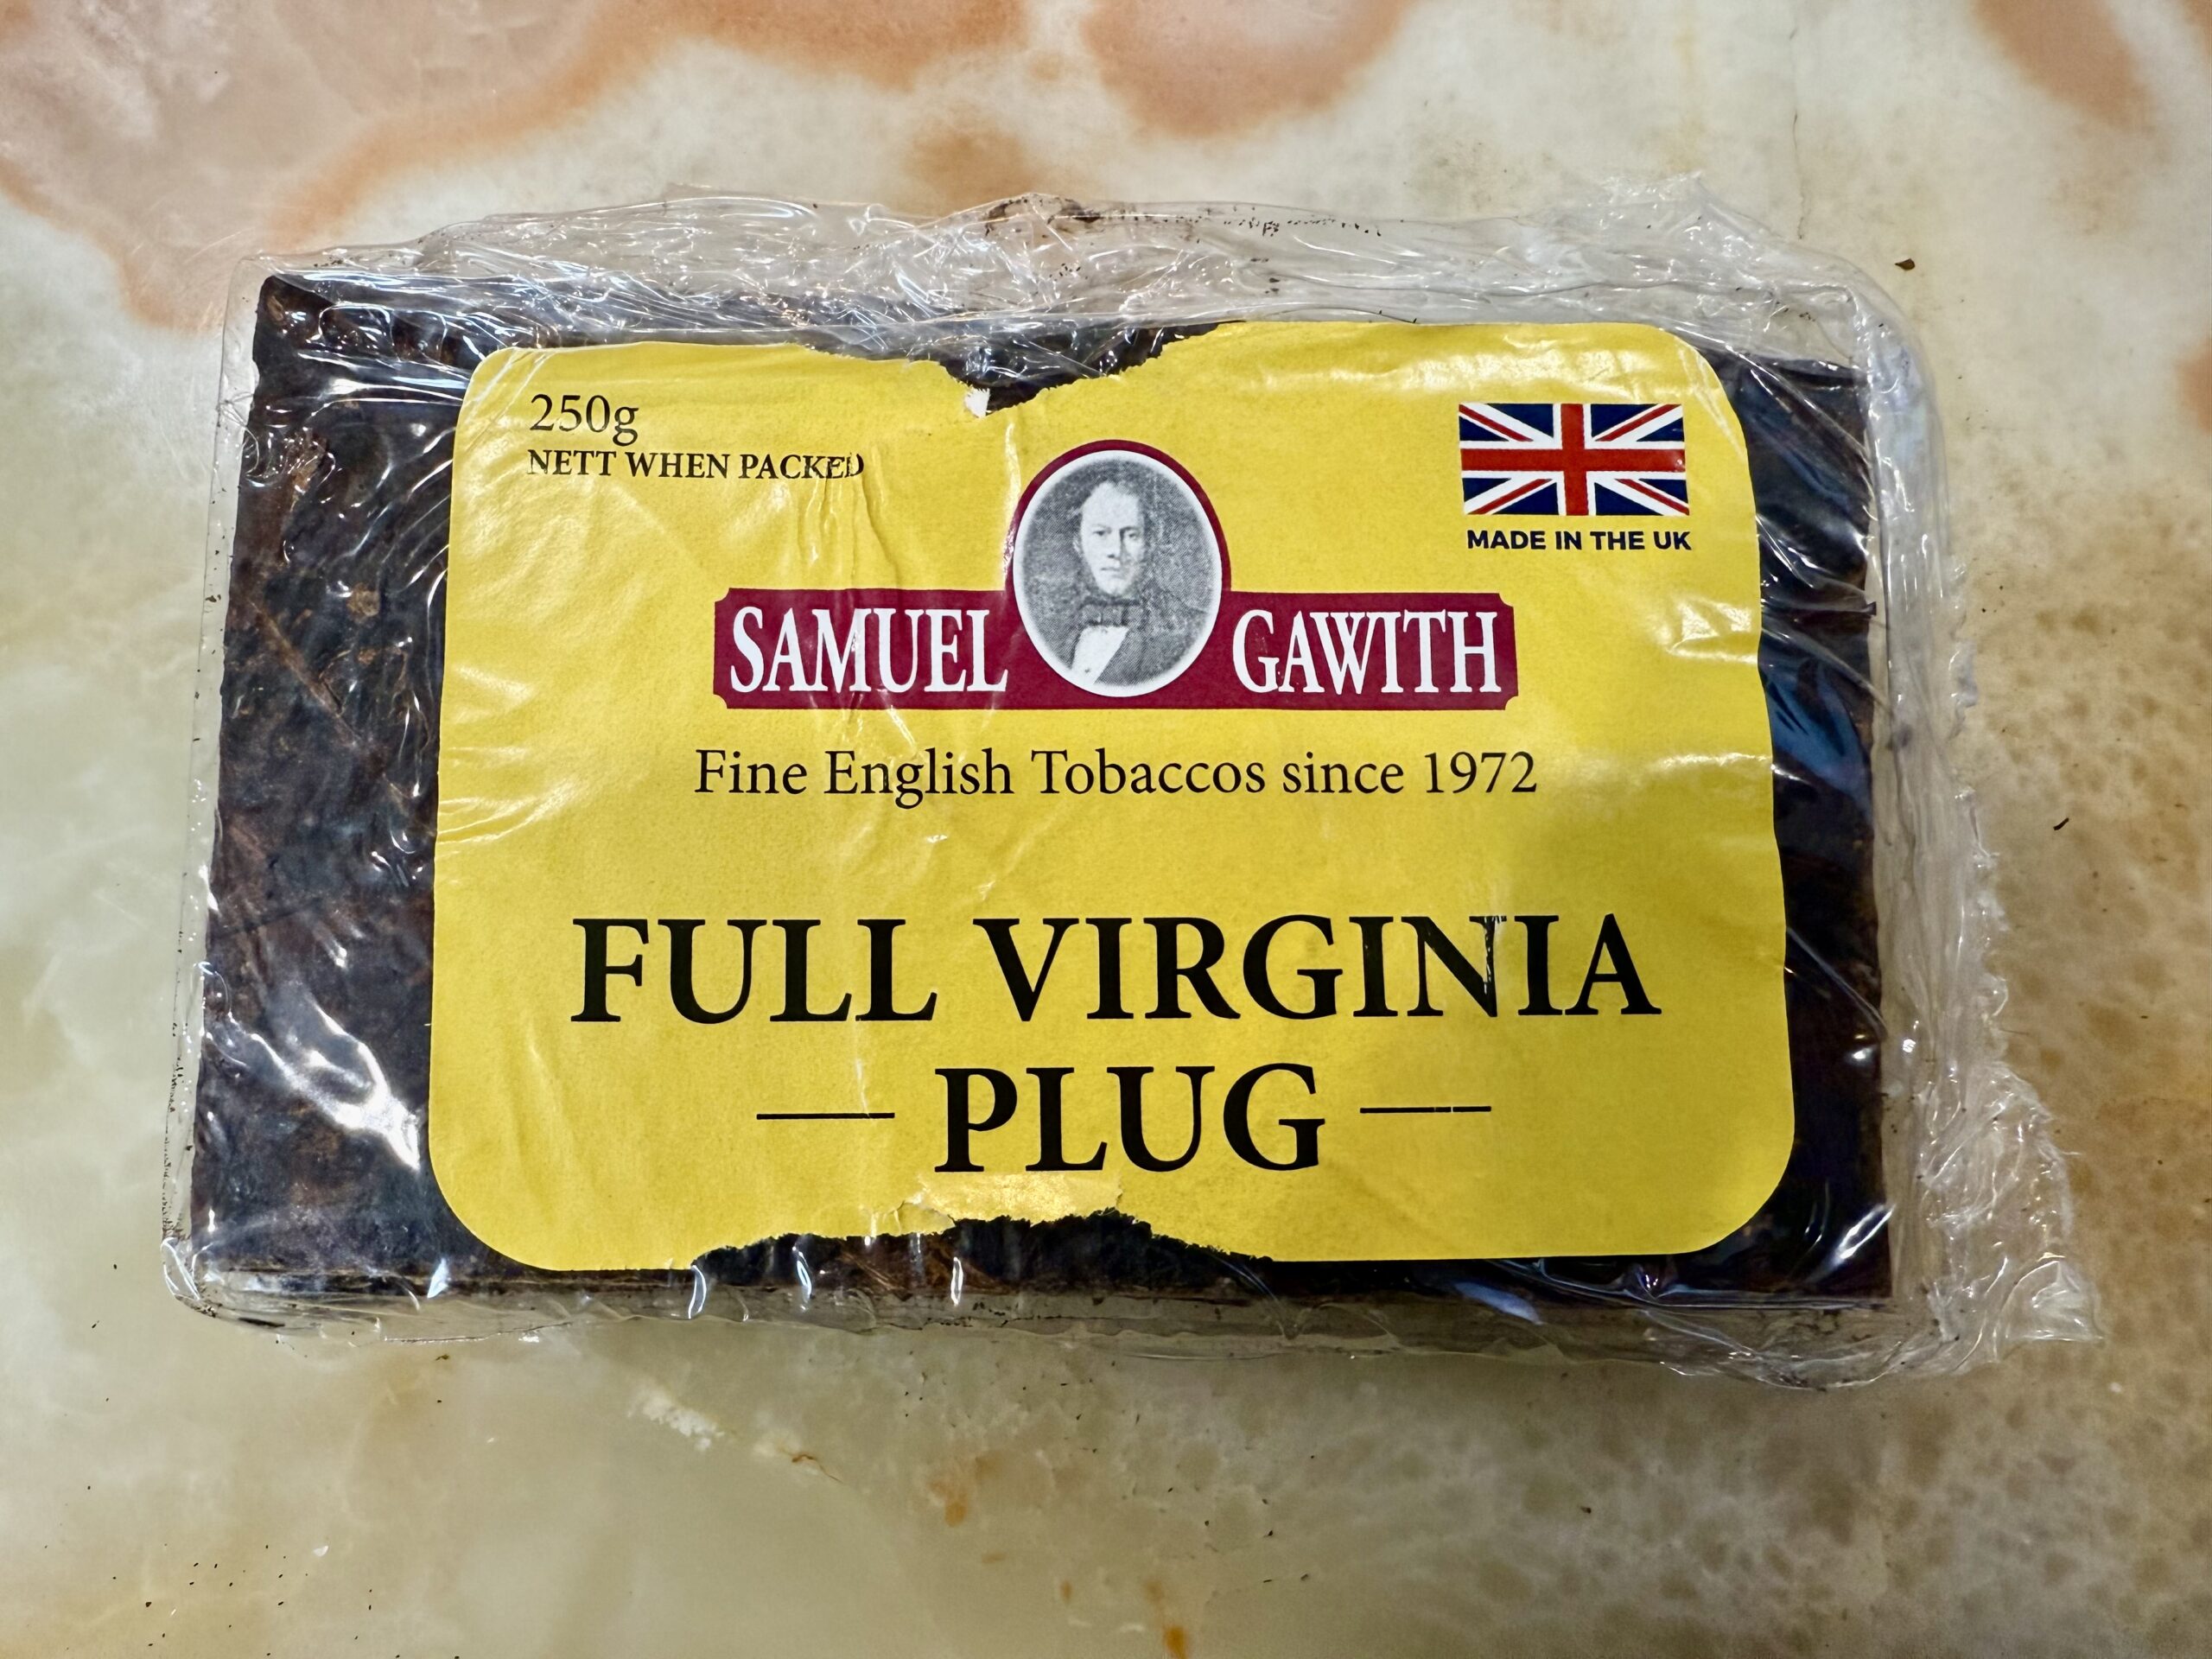 250g
NETT WHEN PACKED
MADE IN THE UK
SAMUEL GAWITH
Fine English Tobaccos since 1972
FULL VIRGINIA
PLUG